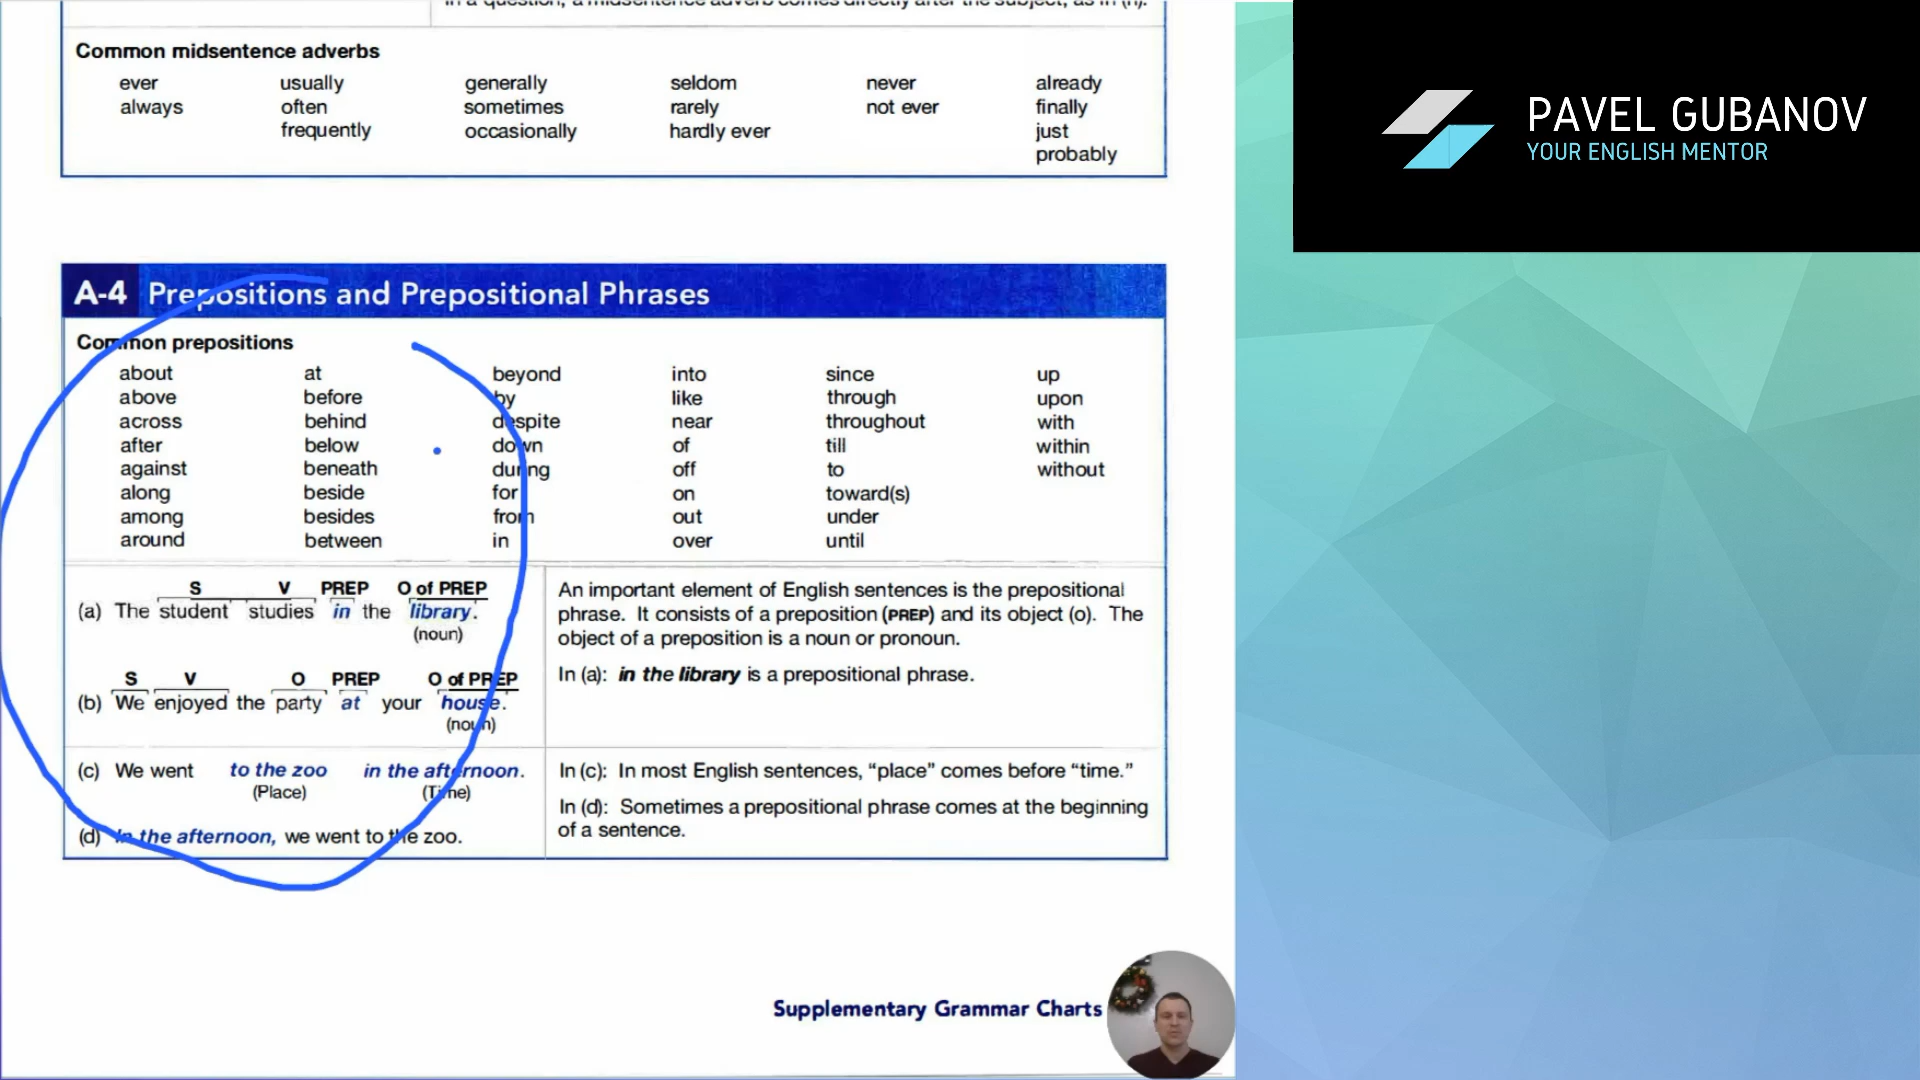 Common midsentence adverbs
ever usually generally seldom never already
always often sometimes rarely not ever finally
frequently occasionally hardly ever just
probably
PAVEL GUBANOV
YOUR ENGLISH MENTOR
A-4 Prepositions and Prepositional Phrases
Common prepositions
about at beyond into since up
above before by like through upon
across behind despite near throughout with
after below down of till within
against beneath during off to without
along beside for on toward(s)
among besides from out under
around between in over until
S V PREP O of PREP
(a) The student studies in the library.
(noun)
S V O PREP O of PREP
(b) We enjoyed the party at your house.
(noun)
An important element of English sentences is the prepositional
phrase. It consists of a preposition (PREP) and its object (o). The
object of a preposition is a noun or pronoun.
In (a): in the library is a prepositional phrase.
(c) We went to the zoo in the afternoon.
(Place) (Time)
(d) In the afternoon, we went to the zoo.
In (c): In most English sentences, “place” comes before “time.”
In (d): Sometimes a prepositional phrase comes at the beginning
of a sentence.
Supplementary Grammar Charts